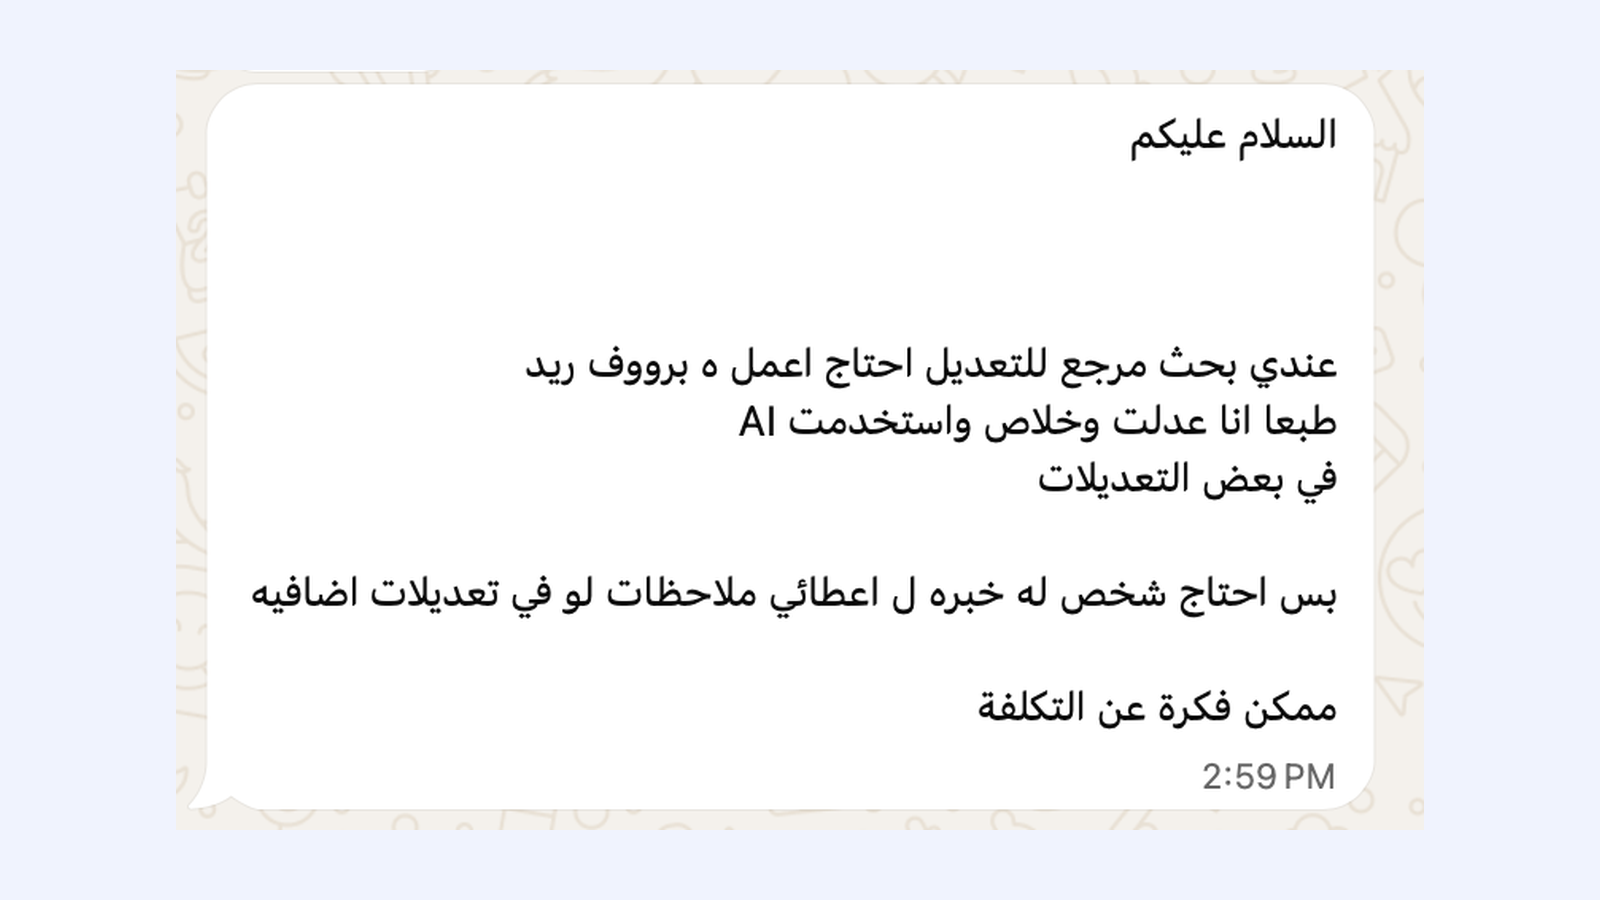 السلام عليكم
عندي بحث مرجع للتعديل احتاج اعمل ه برووف ريد
طبعا انا عدلت وخلاص واستخدمت AI
في بعض التعديلات
بس احتاج شخص له خبره ل اعطائي ملاحظات لو في تعديلات اضافيه
ممكن فكرة عن التكلفة
2:59 PM